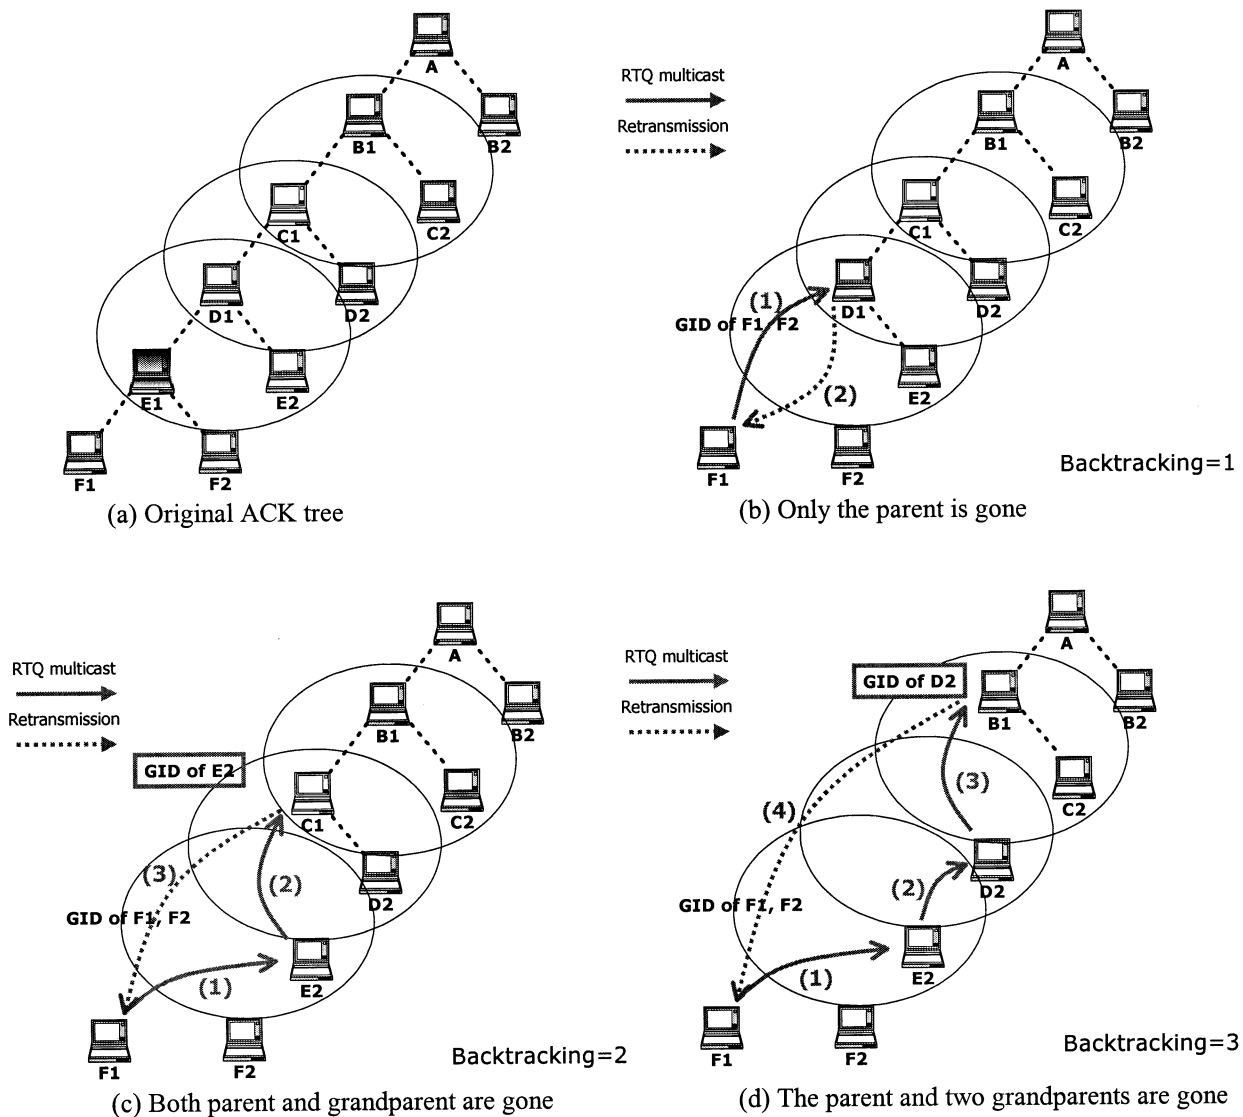 A
B1
B2
C1
C2
D1
D2
E1
E2
F1
F2
(a) Original ACK tree
RTQ multicast
Retransmission
A
B1
B2
C1
C2
D1
D2
(1)
GID of F1, F2
E2
(2)
F1
F2
Backtracking=1
(b) Only the parent is gone
RTQ multicast
Retransmission
A
B1
B2
GID of E2
C1
C2
(3)
(2)
D2
GID of F1, F2
(1)
E2
F1
F2
Backtracking=2
(c) Both parent and grandparent are gone
RTQ multicast
Retransmission
A
GID of D2
B1
B2
(3)
C2
(4)
(2)
D2
GID of F1, F2
(1)
E2
F1
F2
Backtracking=3
(d) The parent and two grandparents are gone